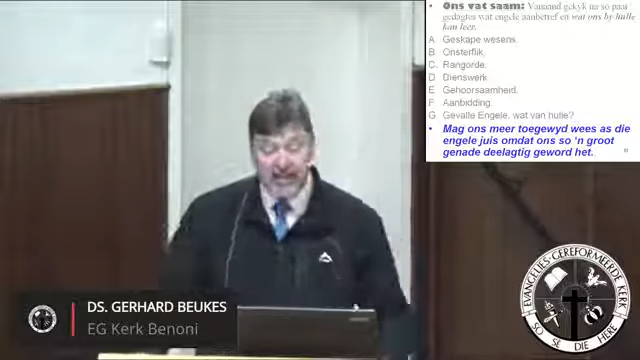 • Ons vat saam: Vanaand gekyk na so paar
gedagtes wat engele aanbetref en wat ons by hulle
kan leer.
A. Geskape wesens.
B. Onsterflik.
C. Rangorde.
D. Dienswerk
E. Gehoorsaamheid.
F. Aanbidding.
G. Gevalle Engele, wat van hulle?
• Mag ons meer toegewyd wees as die
engele juis omdat ons so 'n groot
genade deelagtig geword het.
DS. GERHARD BEUKES
EG Kerk Benoni
EVANGELIES-GEREFORMEERDE KERK
SO SE DIE HERE